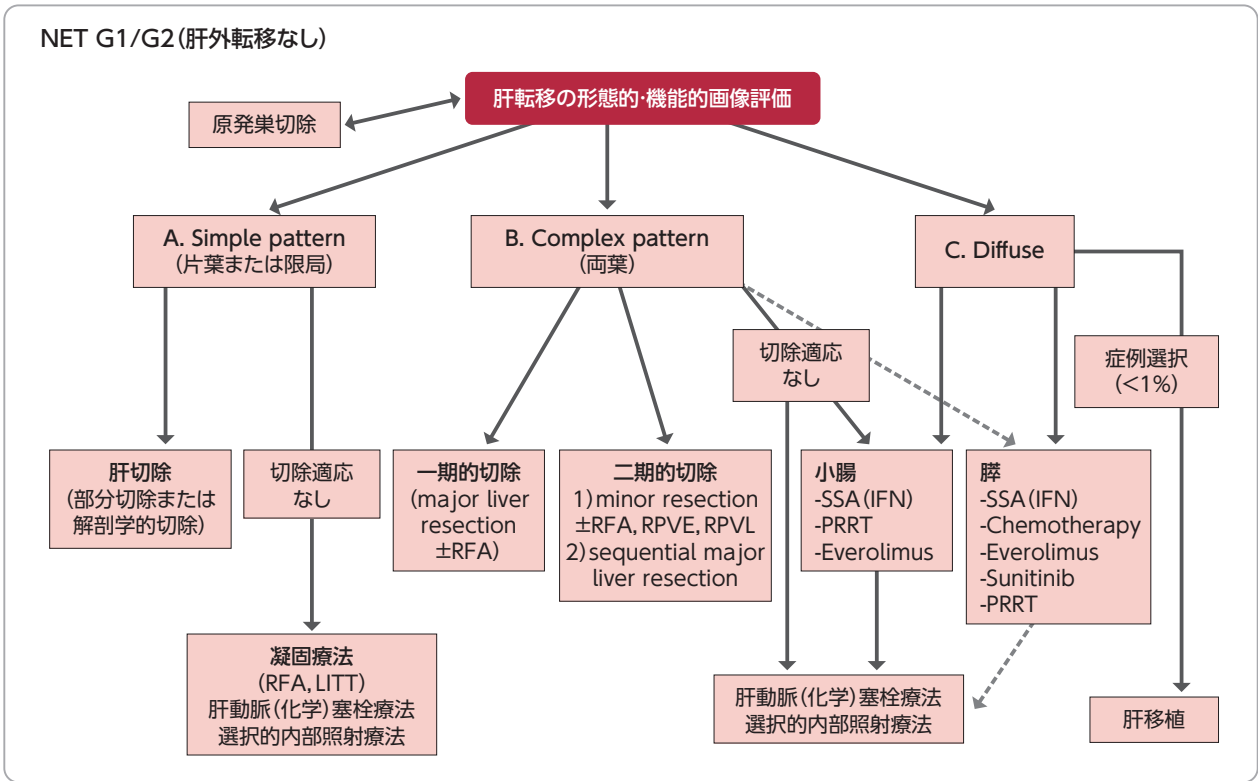 NET G1/G2(肝外転移なし)
肝転移の形態的・機能的画像評価
原発巣切除
A. Simple pattern
(片葉または限局)
B. Complex pattern
(両葉)
C. Diffuse
切除適応
なし
症例選択
(<1%)
肝切除
(部分切除または
解剖学的切除)
切除適応
なし
一期的切除
(major liver
resection
±RFA)
二期的切除
1)minor resection
±RFA, RPVE, RPVL
2)sequential major
liver resection
小腸
-SSA(IFN)
-PRRT
-Everolimus
膵
-SSA(IFN)
-Chemotherapy
-Everolimus
-Sunitinib
-PRRT
凝固療法
(RFA, LITT)
肝動脈(化学)塞栓療法
選択的内部照射療法
肝動脈(化学)塞栓療法
選択的内部照射療法
肝移植